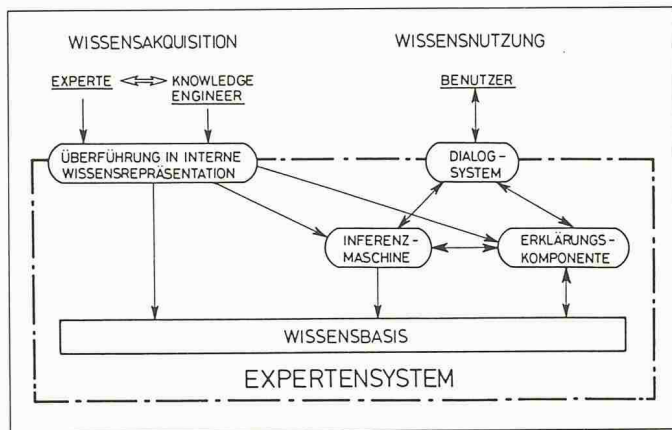 WISSENSAKQUISITION
WISSENSNUTZUNG
EXPERTE
KNOWLEDGE
ENGINEER
BENUTZER
ÜBERFÜHRUNG IN INTERNE
WISSENSREPRÄSENTATION
DIALOG-
SYSTEM
INFERENZ-
MASCHINE
ERKLÄRUNGS-
KOMPONENTE
WISSENSBASIS
EXPERTENSYSTEM